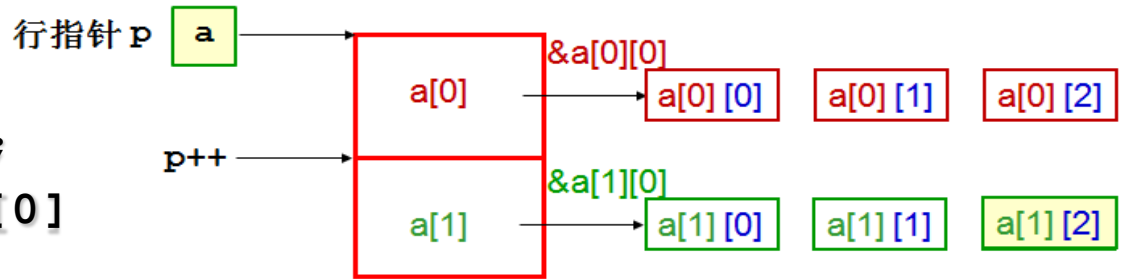 行指针 p a
&a[0][0]
a[0] a[0] [0] a[0] [1] a[0] [2]
;
p++
[0]
&a[1][0]
a[1] a[1] [0] a[1] [1] a[1] [2]